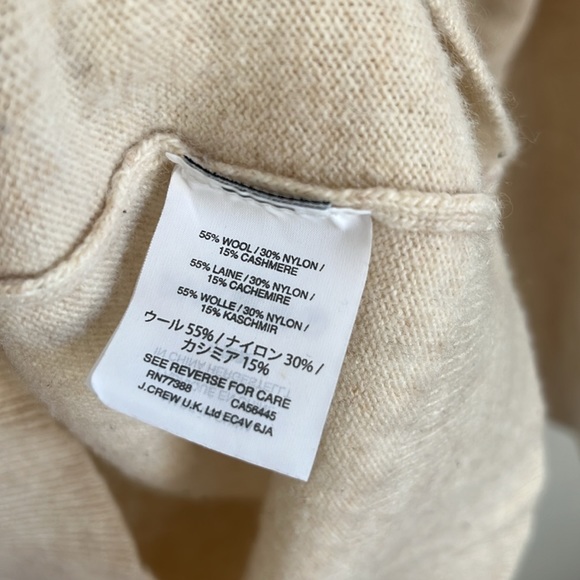 55% WOOL / 30% NYLON /
15% CASHMERE
55% LAINE / 30% NYLON /
15% CACHEMIRE
55% WOLLE / 30% NYLON /
15% KASCHMIR
ウール 55% / ナイロン 30% /
カシミア 15%
SEE REVERSE FOR CARE
RN77388 CA56445
J.CREW U.K. Ltd EC4V 6JA